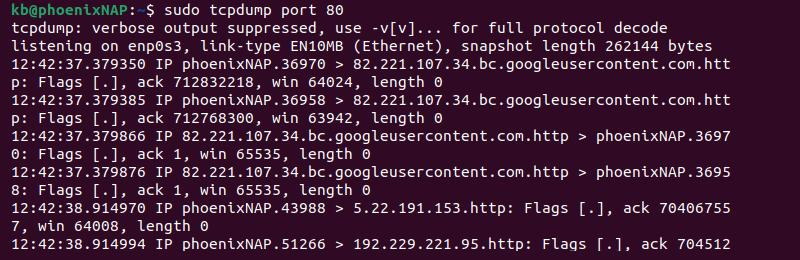 kb@phoenixNAP:~$ sudo tcpdump port 80
tcpdump: verbose output suppressed, use -v[v]... for full protocol decode
listening on enp0s3, link-type EN10MB (Ethernet), snapshot length 262144 bytes
12:42:37.379350 IP phoenixNAP.36970 > 82.221.107.34.bc.googleusercontent.com.htt
p: Flags [.], ack 712832218, win 64024, length 0
12:42:37.379385 IP phoenixNAP.36958 > 82.221.107.34.bc.googleusercontent.com.htt
p: Flags [.], ack 712768300, win 63942, length 0
12:42:37.379866 IP 82.221.107.34.bc.googleusercontent.com.http > phoenixNAP.3697
0: Flags [.], ack 1, win 65535, length 0
12:42:37.379876 IP 82.221.107.34.bc.googleusercontent.com.http > phoenixNAP.3695
8: Flags [.], ack 1, win 65535, length 0
12:42:38.914970 IP phoenixNAP.43988 > 5.22.191.153.http: Flags [.], ack 70406755
7, win 64008, length 0
12:42:38.914994 IP phoenixNAP.51266 > 192.229.221.95.http: Flags [.], ack 704512